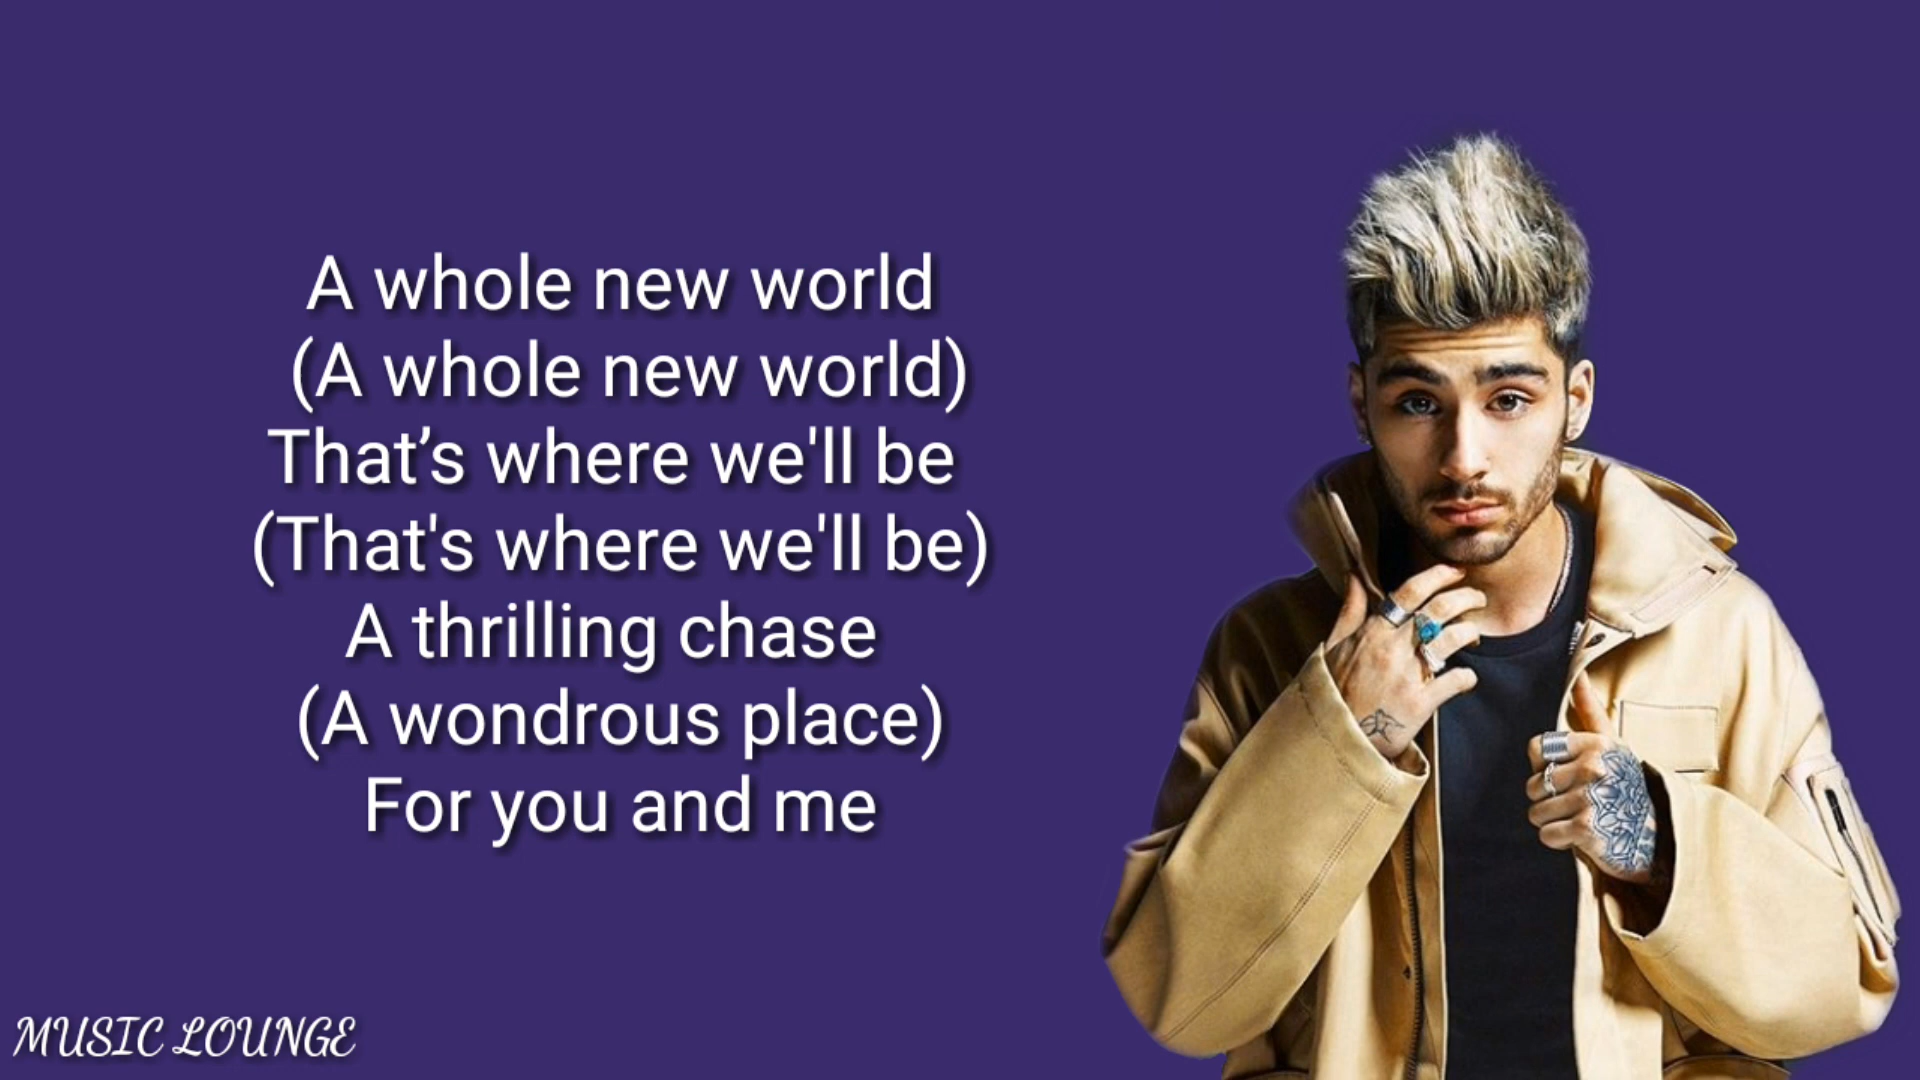 A whole new world
(A whole new world)
That’s where we'll be
(That's where we'll be)
A thrilling chase
(A wondrous place)
For you and me
MUSIC LOUNGE